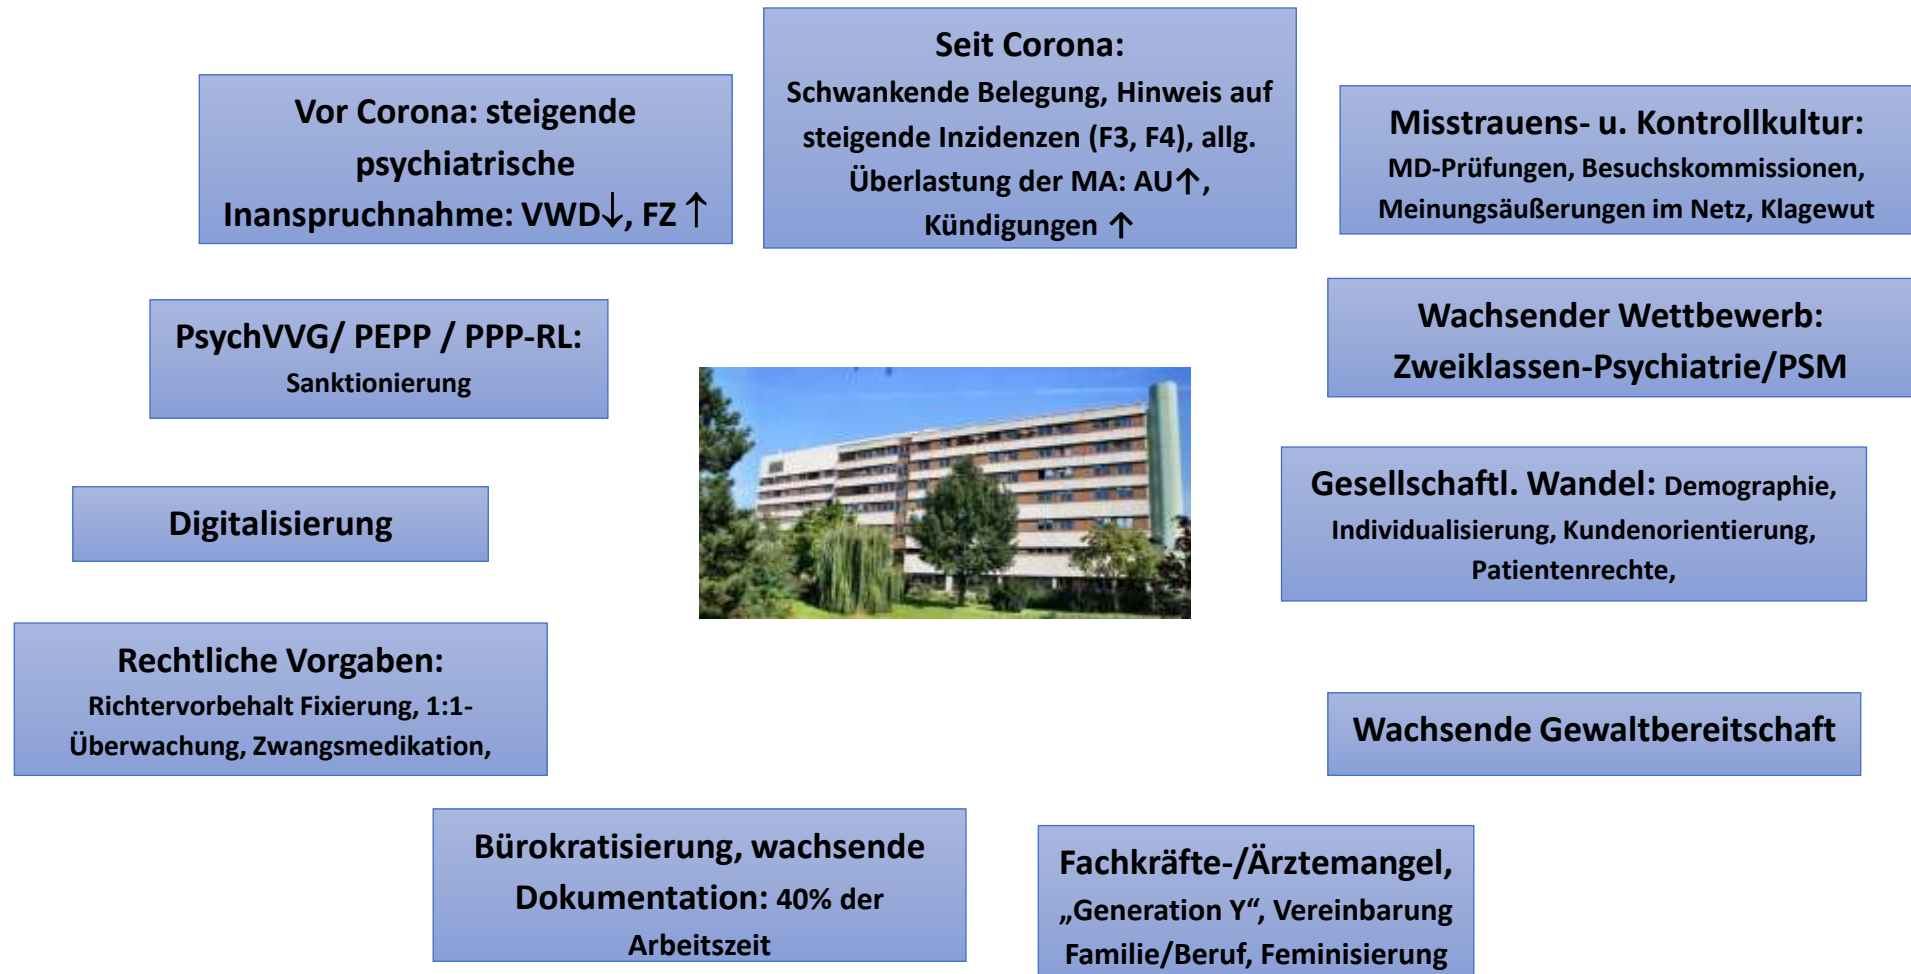 Vor Corona: steigende
psychiatrische
Inanspruchnahme: VWD↓, FZ ↑
Seit Corona:
Schwankende Belegung, Hinweis auf
steigende Inzidenzen (F3, F4), allg.
Überlastung der MA: AU↑,
Kündigungen ↑
Misstrauens- u. Kontrollkultur:
MD-Prüfungen, Besuchskommissionen,
Meinungsäußerungen im Netz, Klagewut
PsychVVG/ PEPP / PPP-RL:
Sanktionierung
Wachsender Wettbewerb:
Zweiklassen-Psychiatrie/PSM
Digitalisierung
Gesellschaftl. Wandel: Demographie,
Individualisierung, Kundenorientierung,
Patientenrechte,
Rechtliche Vorgaben:
Richtervorbehalt Fixierung, 1:1-
Überwachung, Zwangsmedikation,
Wachsende Gewaltbereitschaft
Bürokratisierung, wachsende
Dokumentation: 40% der
Arbeitszeit
Fachkräfte-/Ärztemangel,
„Generation Y“, Vereinbarung
Familie/Beruf, Feminisierung